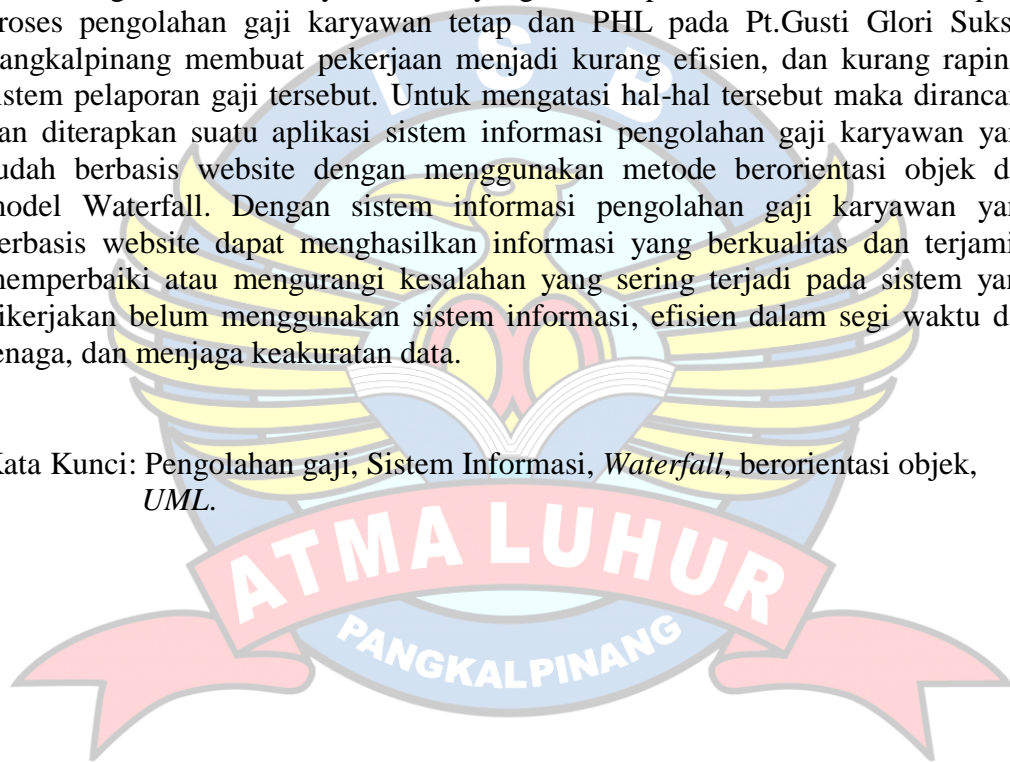 roses pengolahan gaji karyawan tetap dan PHL pada Pt.Gusti Glori Suks
angkalpinang membuat pekerjaan menjadi kurang efisien, dan kurang rapin
istem pelaporan gaji tersebut. Untuk mengatasi hal-hal tersebut maka diranca
an diterapkan suatu aplikasi sistem informasi pengolahan gaji karyawan yan
udah berbasis website dengan menggunakan metode berorientasi objek d
model Waterfall. Dengan sistem informasi pengolahan gaji karyawan yan
erbasis website dapat menghasilkan informasi yang berkualitas dan terjami
memperbaiki atau mengurangi kesalahan yang sering terjadi pada sistem yan
ikerjakan belum menggunakan sistem informasi, efisien dalam segi waktu d
enaga, dan menjaga keakuratan data.
Kata Kunci: Pengolahan gaji, Sistem Informasi, Waterfall, berorientasi objek,
UML.
I S B
ATMA LUHUR
PANGKALPINANG